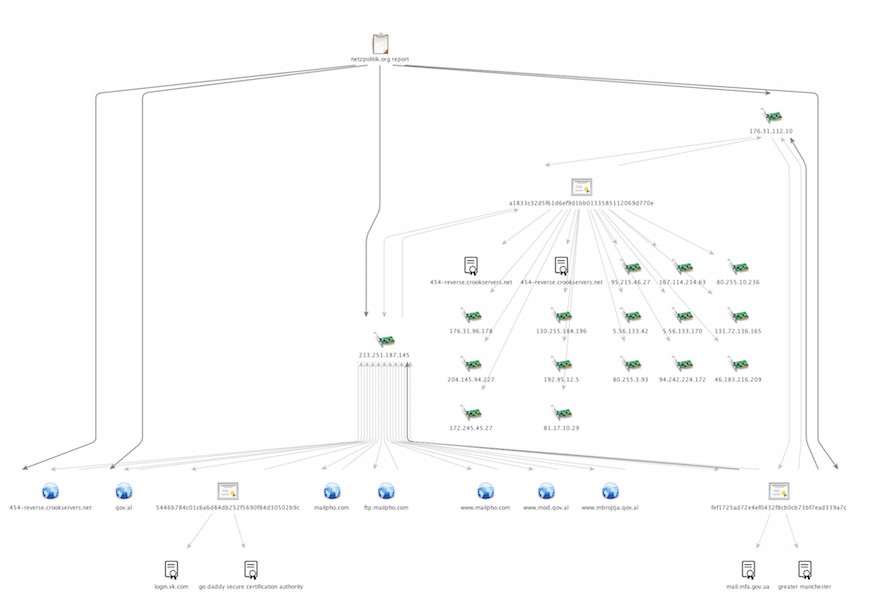 netzpolitik.org report
176.31.112.10
a1833c32d5f61d6ef9d1bb0133585112069d770e
454-reverse.crookservers.net
454-reverse.crookservers.net
95.215.46.27
167.114.214.63
80.255.10.236
176.31.96.178
130.255.184.196
5.56.133.42
5.56.133.170
131.72.136.165
213.251.187.145
204.145.94.227
192.95.12.5
80.255.3.93
94.242.224.172
46.183.216.209
172.245.45.27
81.17.30.29
454-reverse.crookservers.net
gov.al
5446b784c01c6a6d84db252f5690f84d30502b9c
mailpho.com
ftp.mailpho.com
www.mailpho.com
www.mod.gov.al
www.mbrojtja.gov.al
fef1725ad72e4ef0432f8cb0cb73bf7ead339a7c
login.vk.com
go daddy secure certification authority
mail.mfa.gov.ua
greater manchester